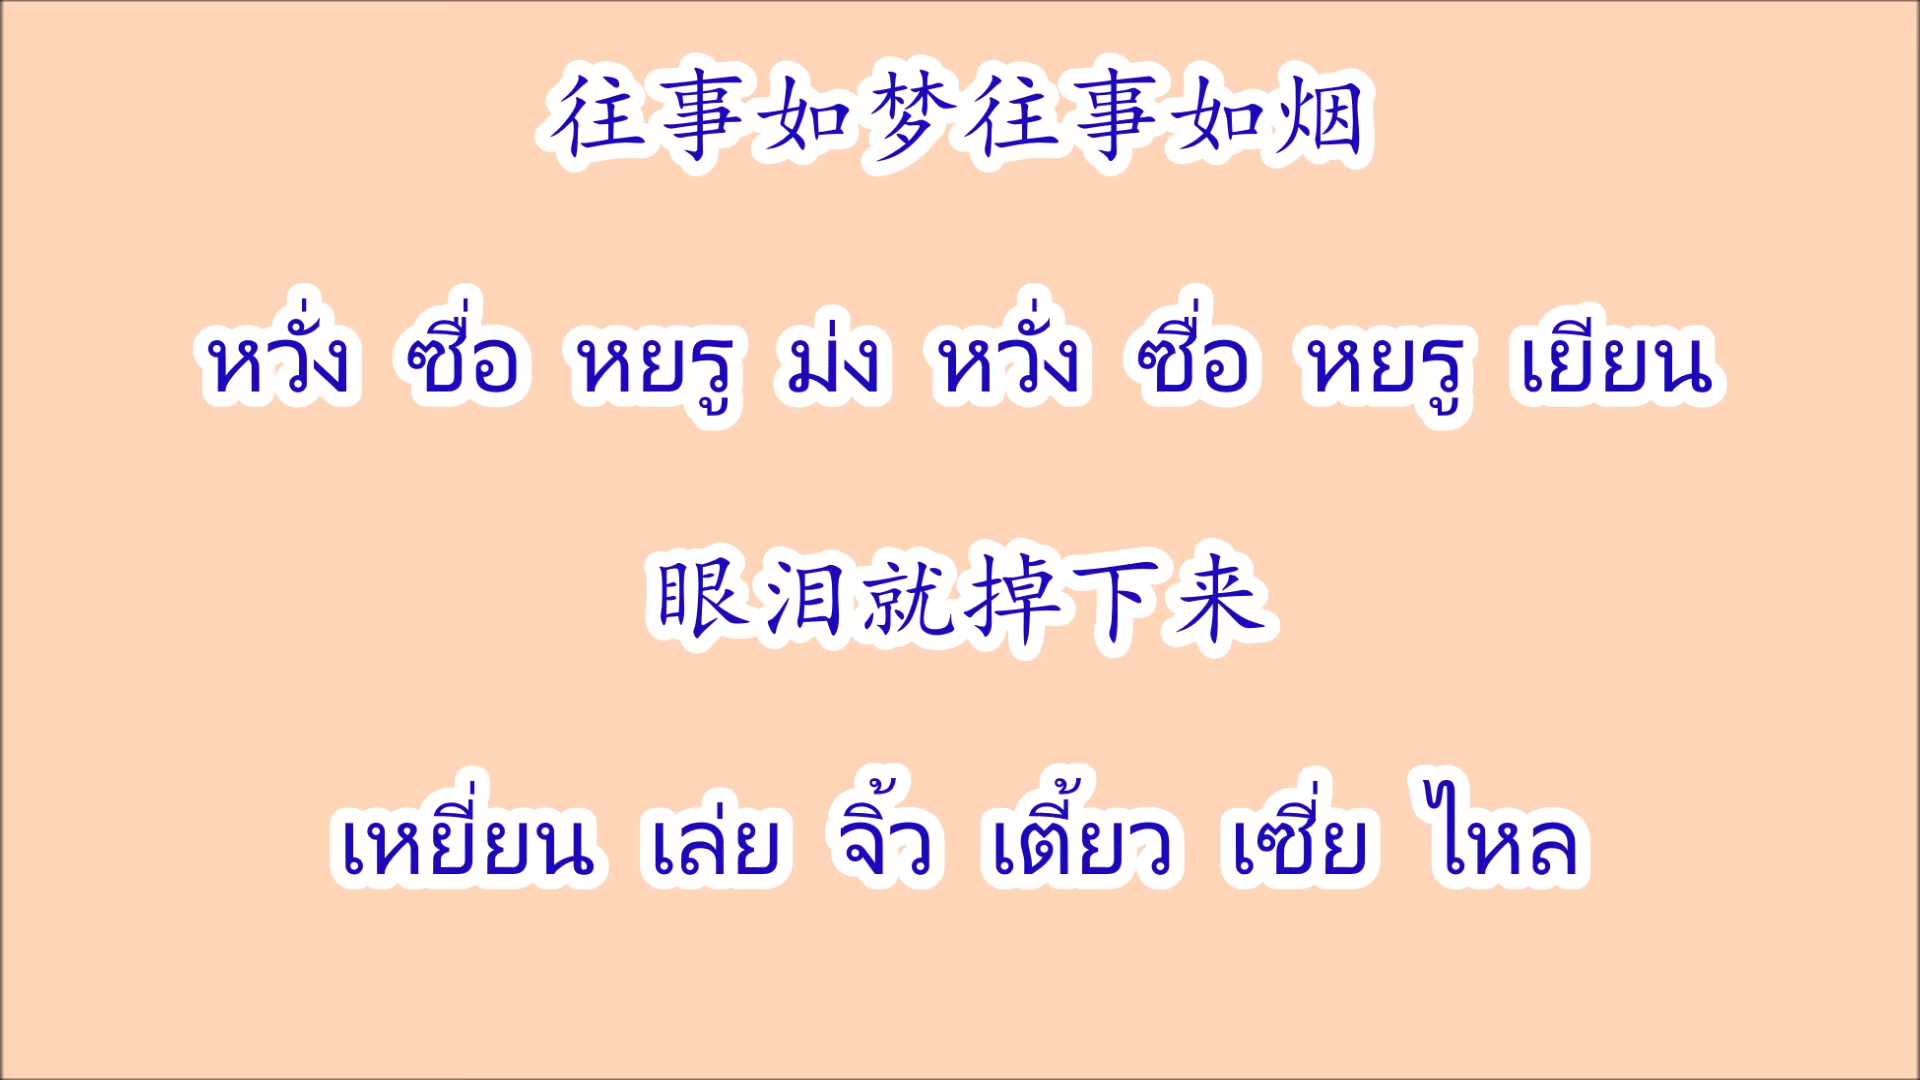 往事如梦往事如烟
หวั่ง ซื่อ หยรู ม่ง หวั่ง ซื่อ หยรู เยียน
眼泪就掉下来
เหยี่ยน เล่ย จิ้ว เตี้ยว เซี่ย ไหล